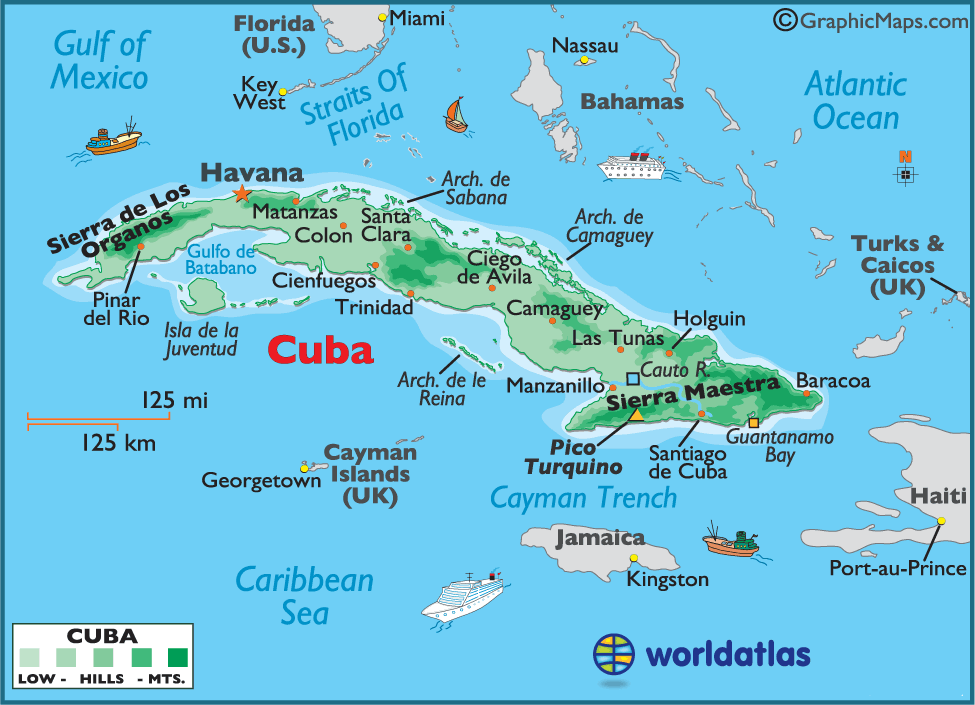 ©GraphicMaps.com
Florida
(U.S.)
Miami
Gulf of
Mexico
Key
West
Straits Of
Florida
Nassau
Bahamas
Atlantic
Ocean
N
Havana
Arch. de
Sabana
Sierra de Los
Organos
Matanzas
Colon
Santa
Clara
Arch. de
Camaguey
Gulfo de
Batabano
Ciego
de Avila
Turks &
Caicos
(UK)
Cienfuegos
Pinar
del Rio
Trinidad
Camaguey
Isla de la
Juventud
Cuba
Las Tunas
Holguin
Arch. de le
Reina
Cauto R.
Manzanillo
Sierra Maestra
Baracoa
125 mi
125 km
Pico
Turquino
Santiago
de Cuba
Guantanamo
Bay
Cayman
Islands
(UK)
Georgetown
Cayman Trench
Haiti
Jamaica
Port-au-Prince
Kingston
Caribbean
Sea
CUBA
LOW - HILLS - MTS.
worldatlas